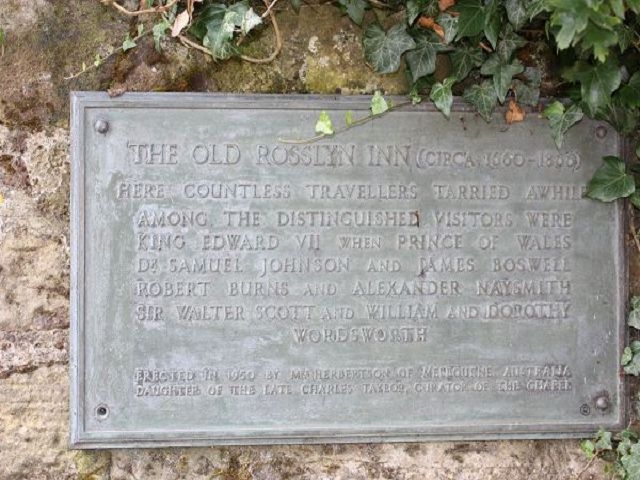 THE OLD ROSSLYN INN (CIRCA 1660-1866)
HERE COUNTLESS TRAVELLERS TARRIED AWHILE
AMONG THE DISTINGUISHED VISITORS WERE
KING EDWARD VII WHEN PRINCE OF WALES
DR SAMUEL JOHNSON AND JAMES BOSWELL
ROBERT BURNS AND ALEXANDER NAYSMITH
SIR WALTER SCOTT AND WILLIAM AND DOROTHY
WORDSWORTH
ERECTED IN 1950 BY HERBERTSON OF MELBOURNE AUSTRALIA
DAUGHTER OF THE LATE CHARLES TAYLOR, CURATOR OF THE CHAPEL